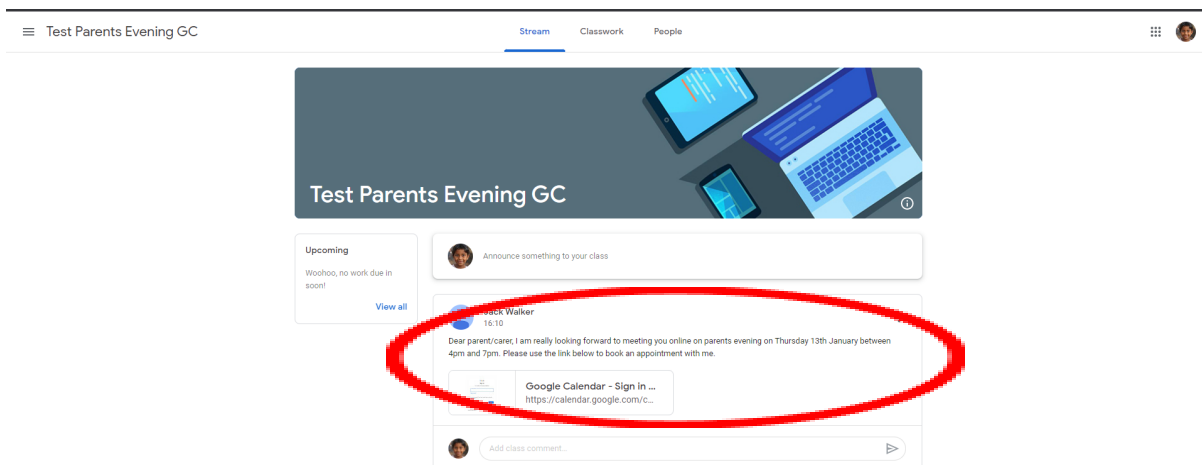 Test Parents Evening GC
Stream Classwork People
Test Parents Evening GC
Upcoming
Woohoo, no work due in
soon!
View all
Announce something to your class
Jack Walker
16:10
Dear parent/carer, I am really looking forward to meeting you online on parents evening on Thursday 13th January between
4pm and 7pm. Please use the link below to book an appointment with me.
Google Calendar - Sign in ...
https://calendar.google.com/c...
Add class comment...